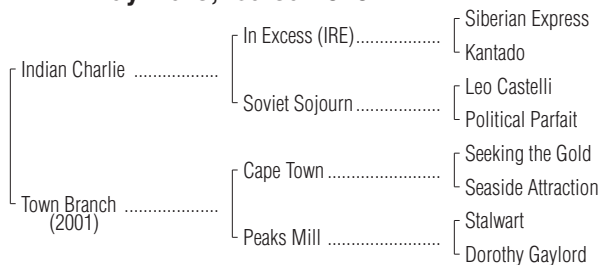 Siberian Express
In Excess (IRE)
Kantado
Indian Charlie
Leo Castelli
Soviet Sojourn
Political Parfait
Seeking the Gold
Cape Town
Seaside Attraction
Town Branch
(2001)
Stalwart
Peaks Mill
Dorothy Gaylord